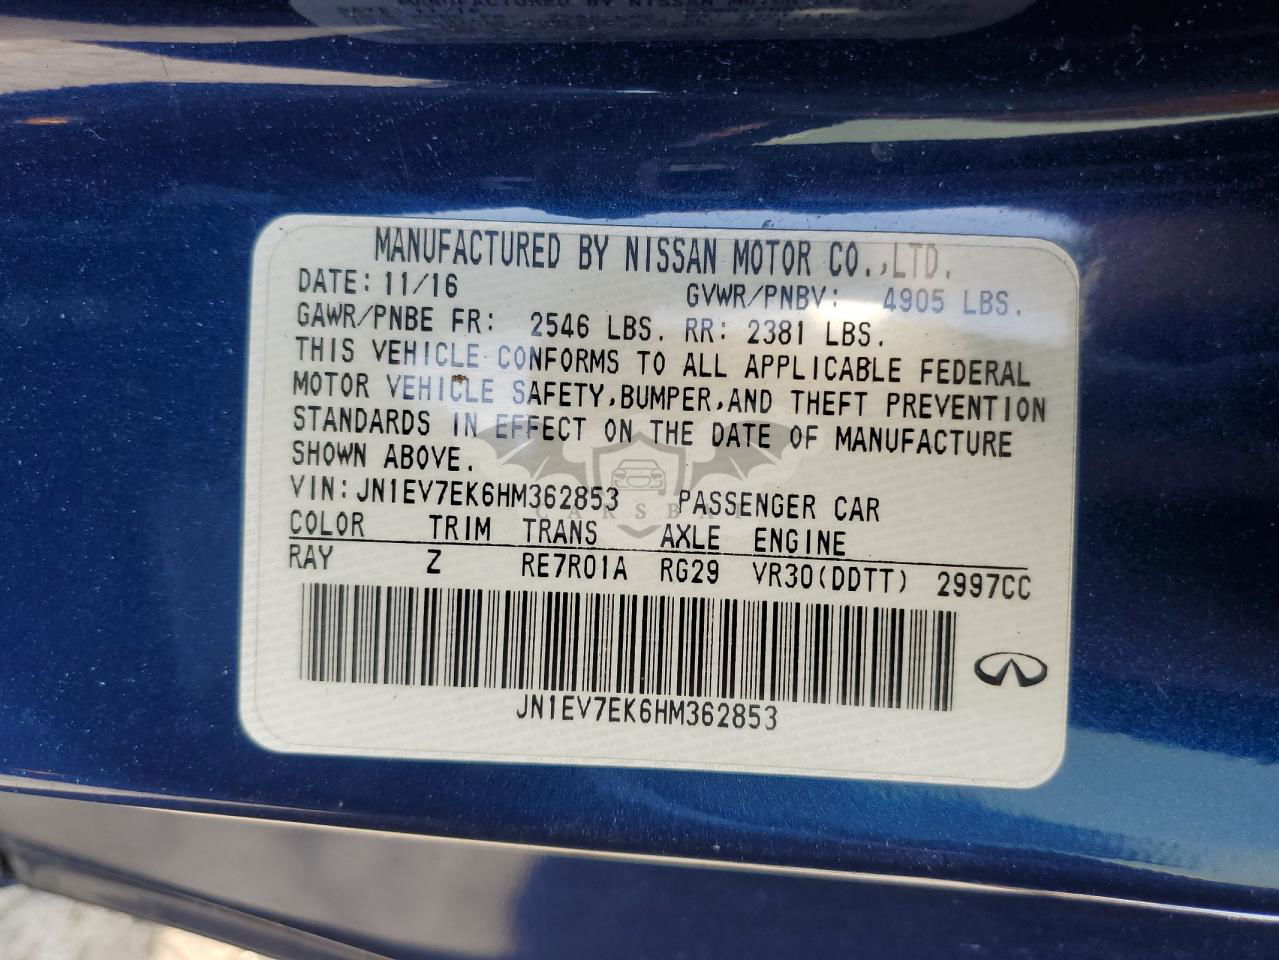 MANUFACTURED BY NISSAN MOTOR CO.,LTD.
DATE: 11/16 GVWR/PNBV: 4905 LBS.
GAWR/PNBE FR: 2546 LBS. RR: 2381 LBS.
THIS VEHICLE CONFORMS TO ALL APPLICABLE FEDERAL
MOTOR VEHICLE SAFETY,BUMPER,AND THEFT PREVENTION
STANDARDS IN EFFECT ON THE DATE OF MANUFACTURE
SHOWN ABOVE.
VIN: JN1EV7EK6HM362853 PASSENGER CAR
COLOR TRIM TRANS AXLE ENGINE
RAY Z RE7R01A RG29 VR30(DDTT) 2997CC
JN1EV7EK6HM362853